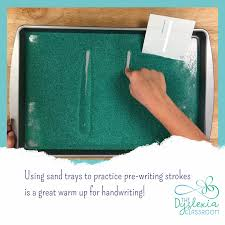 Using sand trays to practice pre-writing strokes
is a great warm up for handwriting!
THE
Dyslexia
CLASSROOM